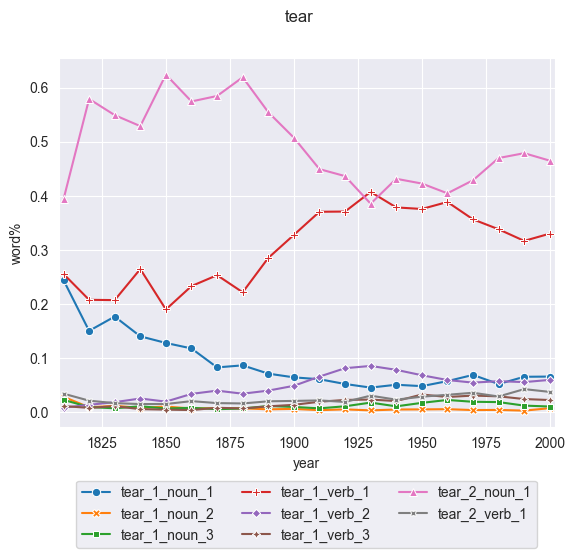 tear
0.6
0.5
0.4
0.3
0.2
0.1
0.0
word%
1825 1850 1875 1900 1925 1950 1975 2000
year
tear_1_noun_1 tear_1_verb_1 tear_2_noun_1
tear_1_noun_2 tear_1_verb_2 tear_2_verb_1
tear_1_noun_3 tear_1_verb_3